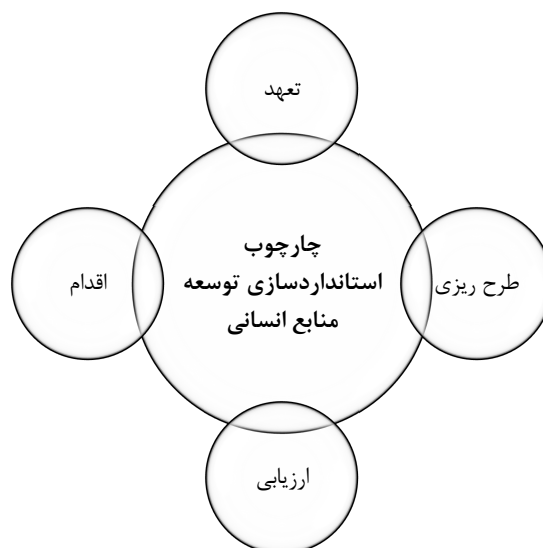 تعهد
چارچوب
استانداردسازی توسعه
منابع انسانی
طرح ریزی
اقدام
ارزیابی